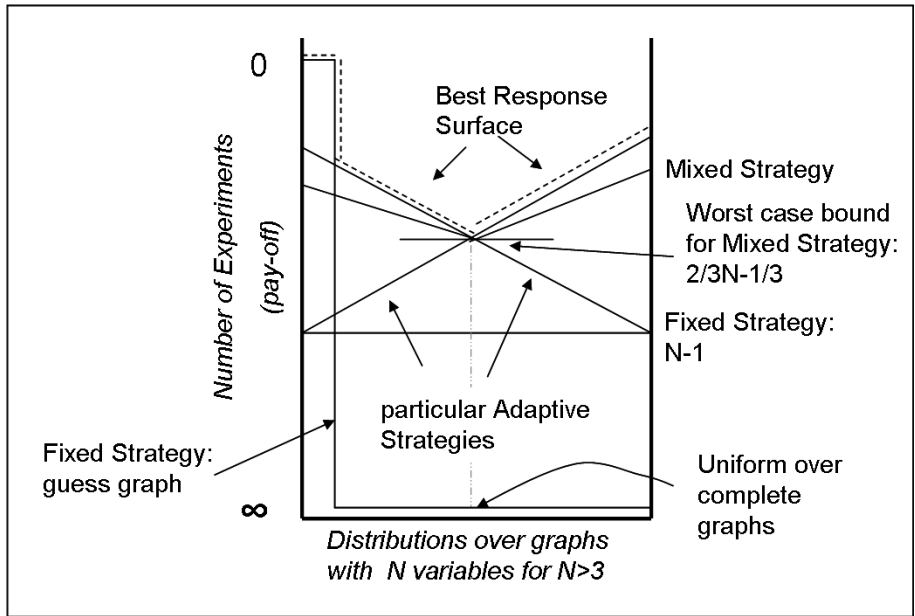 0
Number of Experiments
(pay-off)
∞
Best Response
Surface
Mixed Strategy
Worst case bound
for Mixed Strategy:
2/3N-1/3
Fixed Strategy:
N-1
particular Adaptive
Strategies
Fixed Strategy:
guess graph
Uniform over
complete
graphs
Distributions over graphs
with N variables for N>3